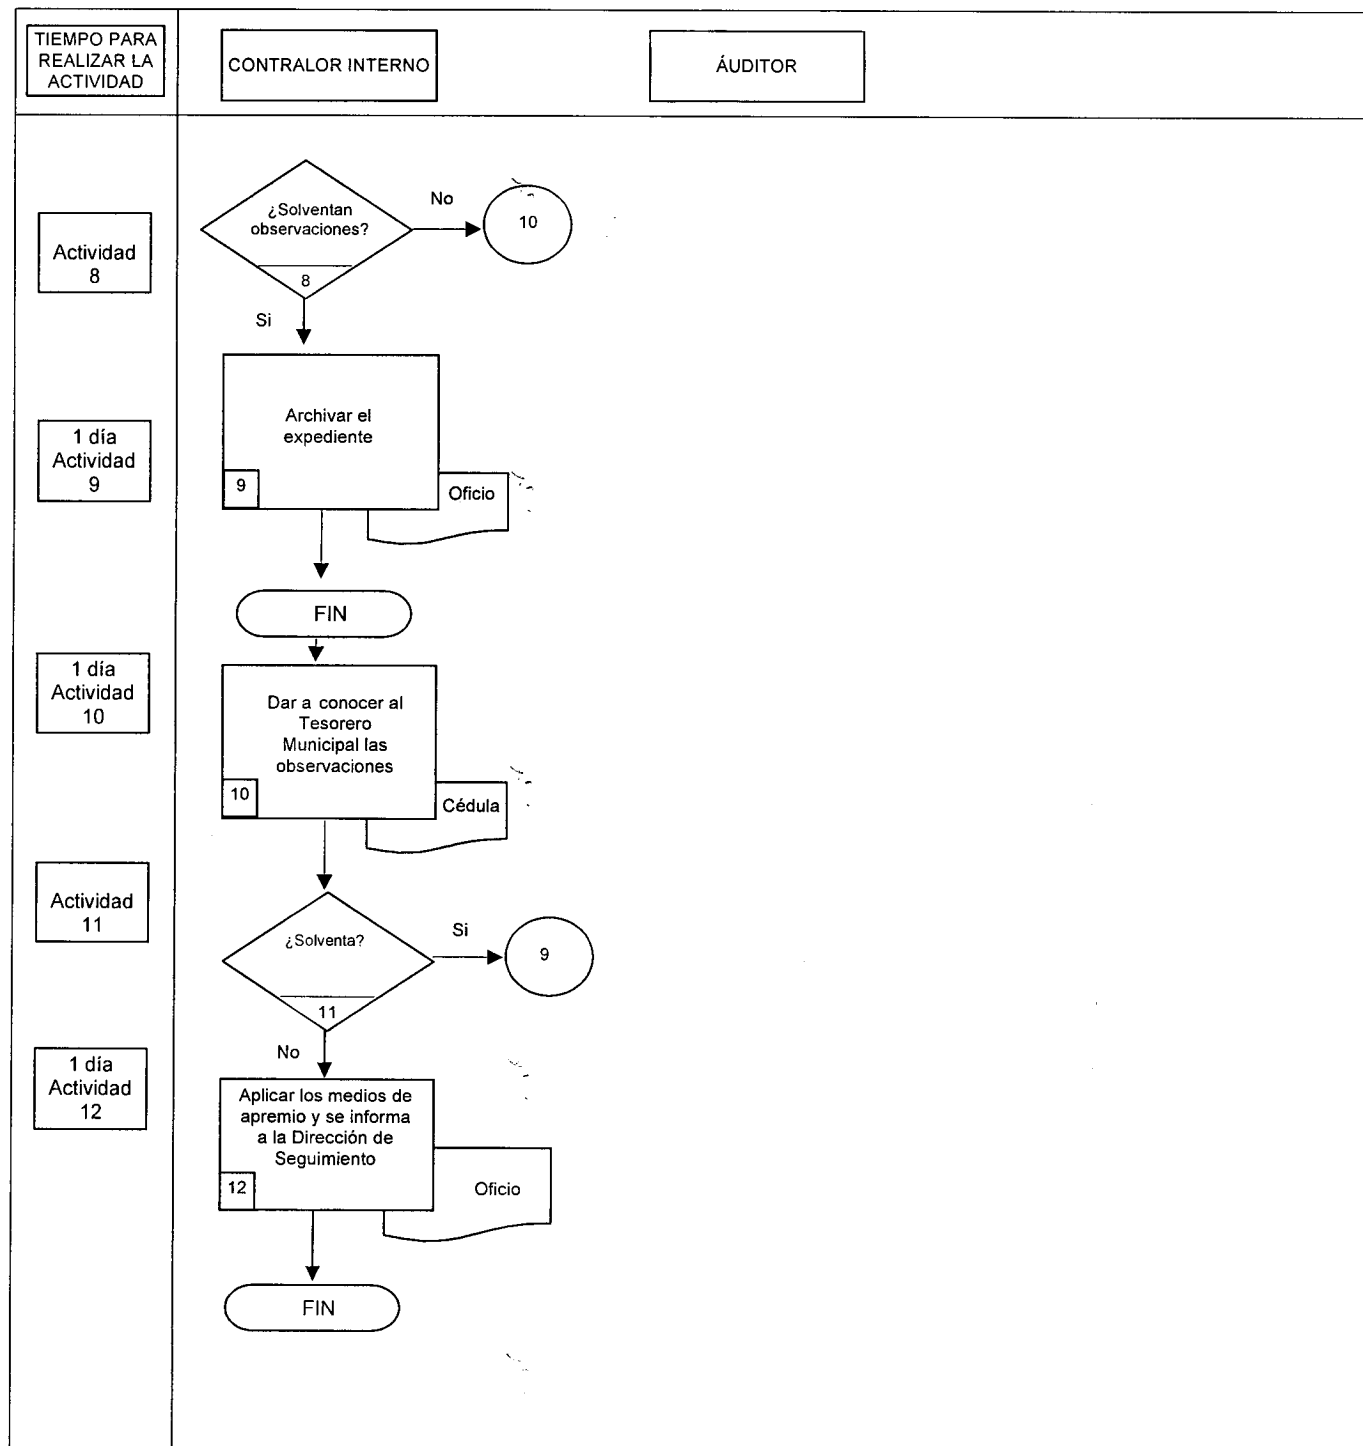 TIEMPO PARA
REALIZAR LA
ACTIVIDAD
CONTRALOR INTERNO
ÁUDITOR
Actividad
8
¿Solventan
observaciones?
8
No
10
Si
1 día
Actividad
9
Archivar el
expediente
9
Oficio
FIN
1 día
Actividad
10
Dar a conocer al
Tesorero
Municipal las
observaciones
10
Cédula
Actividad
11
¿Solventa?
11
Si
9
No
1 día
Actividad
12
Aplicar los medios de
apremio y se informa
a la Dirección de
Seguimiento
12
Oficio
FIN